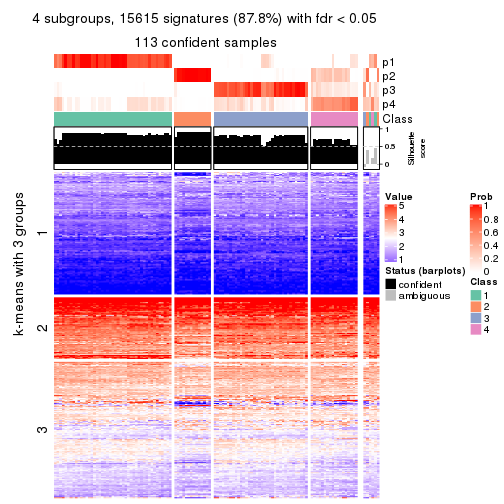 4 subgroups, 15615 signatures (87.8%) with fdr < 0.05
113 confident samples
p1
p2
p3
p4
Class
1
0.5
0
Silhouette
score
k-means with 3 groups
1
2
3
Value
5
4
3
2
1
Status (barplots)
confident
ambiguous
Prob
1
0.8
0.6
0.4
0.2
0
Class
1
2
3
4